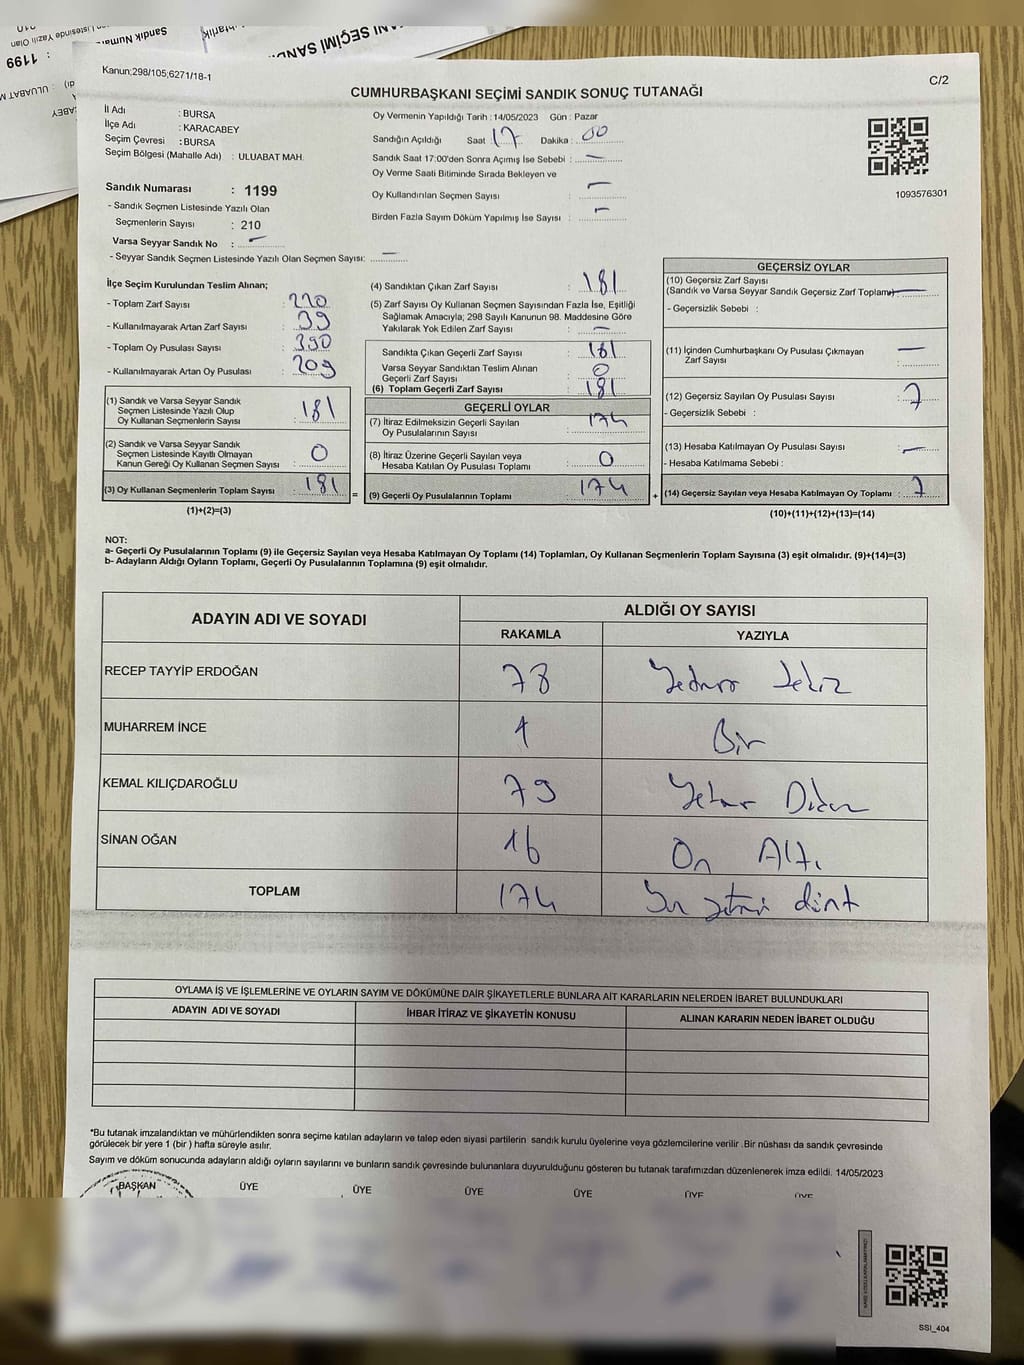 Kanun;298/105;6271/18-1
C/2
CUMHURBAŞKANI SEÇİMİ SANDIK SONUÇ TUTANAĞI
İl Adı : BURSA
İlçe Adı : KARACABEY
Seçim Çevresi : BURSA
Seçim Bölgesi (Mahalle Adı) : ULUABAT MAH.
Sandık Numarası : 1199
- Sandık Seçmen Listesinde Yazılı Olan
Seçmenlerin Sayısı : 210
Varsa Seyyar Sandık No : -
- Seyyar Sandık Seçmen Listesinde Yazılı Olan Seçmen Sayısı: -
Oy Vermenin Yapıldığı Tarih : 14/05/2023 Gün : Pazar
Sandığın Açıldığı Saat 17 Dakika : 00
Sandık Saat 17:00'den Sonra Açımış İse Sebebi : -
Oy Verme Saati Bitiminde Sırada Bekleyen ve
Oy Kullandırılan Seçmen Sayısı : -
Birden Fazla Sayım Döküm Yapılmış İse Sayısı : -
1093576301
İlçe Seçim Kurulundan Teslim Alınan;
- Toplam Zarf Sayısı : 220
- Kullanılmayarak Artan Zarf Sayısı : 39
- Toplam Oy Pusulası Sayısı : 390
- Kullanılmayarak Artan Oy Pusulası : 209
(1) Sandık ve Varsa Seyyar Sandık
Seçmen Listesinde Yazılı Olup
Oy Kullanan Seçmenlerin Sayısı : 181
(2) Sandık ve Varsa Seyyar Sandık
Seçmen Listesinde Kayıtlı Olmayan
Kanun Gereği Oy Kullanan Seçmen Sayısı : 0
(3) Oy Kullanan Seçmenlerin Toplam Sayısı : 181
(1)+(2)=(3)
(4) Sandıktan Çıkan Zarf Sayısı : 181
(5) Zarf Sayısı Oy Kullanan Seçmen Sayısından Fazla İse, Eşitliği
Sağlamak Amacıyla; 298 Sayılı Kanunun 98. Maddesine Göre
Yakılarak Yok Edilen Zarf Sayısı : -
Sandıkta Çıkan Geçerli Zarf Sayısı : 181
Varsa Seyyar Sandıktan Teslim Alınan
Geçerli Zarf Sayısı : 0
(6) Toplam Geçerli Zarf Sayısı : 181
GEÇERLİ OYLAR
(7) İtiraz Edilmeksizin Geçerli Sayılan
Oy Pusulalarının Sayısı : 174
(8) İtiraz Üzerine Geçerli Sayılan veya
Hesaba Katılan Oy Pusulası Toplamı : 0
= (9) Geçerli Oy Pusulalarının Toplamı : 174 +
GEÇERSİZ OYLAR
(10) Geçersiz Zarf Sayısı
(Sandık ve Varsa Seyyar Sandık Geçersiz Zarf Toplamı) -
- Geçersizlik Sebebi :
(11) İçinden Cumhurbaşkanı Oy Pusulası Çıkmayan
Zarf Sayısı : -
(12) Geçersiz Sayılan Oy Pusulası Sayısı : 7
- Geçersizlik Sebebi :
(13) Hesaba Katılmayan Oy Pusulası Sayısı : -
- Hesaba Katılmama Sebebi :
(14) Geçersiz Sayılan veya Hesaba Katılmayan Oy Toplamı : 7
(10)+(11)+(12)+(13)=(14)
NOT:
a- Geçerli Oy Pusulalarının Toplamı (9) ile Geçersiz Sayılan veya Hesaba Katılmayan Oy Toplamı (14) Toplamları, Oy Kullanan Seçmenlerin Toplam Sayısına (3) eşit olmalıdır. (9)+(14)=(3)
b- Adayların Aldığı Oyların Toplamı, Geçerli Oy Pusulalarının Toplamına (9) eşit olmalıdır.
ADAYIN ADI VE SOYADI ALDIĞI OY SAYISI
RAKAMLA YAZIYLA
RECEP TAYYİP ERDOĞAN 78 Yetmiş Sekiz
MUHARREM İNCE 1 Bir
KEMAL KILIÇDAROĞLU 79 Yetmiş Dokuz
SİNAN OĞAN 16 On Altı
TOPLAM 174 Yüz yetmiş dört
OYLAMA İŞ VE İŞLEMLERİNE VE OYLARIN SAYIM VE DÖKÜMÜNE DAİR ŞİKAYETLERLE BUNLARA AİT KARARLARIN NELERDEN İBARET BULUNDUKLARI
ADAYIN ADI VE SOYADI İHBAR İTİRAZ VE ŞİKAYETİN KONUSU ALINAN KARARIN NEDEN İBARET OLDUĞU
*Bu tutanak imzalandıktan ve mühürlendikten sonra seçime katılan adayların ve talep eden siyasi partilerin sandık kurulu üyelerine veya gözlemcilerine verilir .Bir nüshası da sandık çevresinde
görülecek bir yere 1 (bir ) hafta süreyle asılır.
Sayım ve döküm sonucunda adayların aldığı oyların sayılarını ve bunların sandık çevresinde bulunanlara duyurulduğunu gösteren bu tutanak tarafımızdan düzenlenerek imza edildi. 14/05/2023
BAŞKAN ÜYE ÜYE ÜYE ÜYE ÜYE ÜYE
SSİ_404